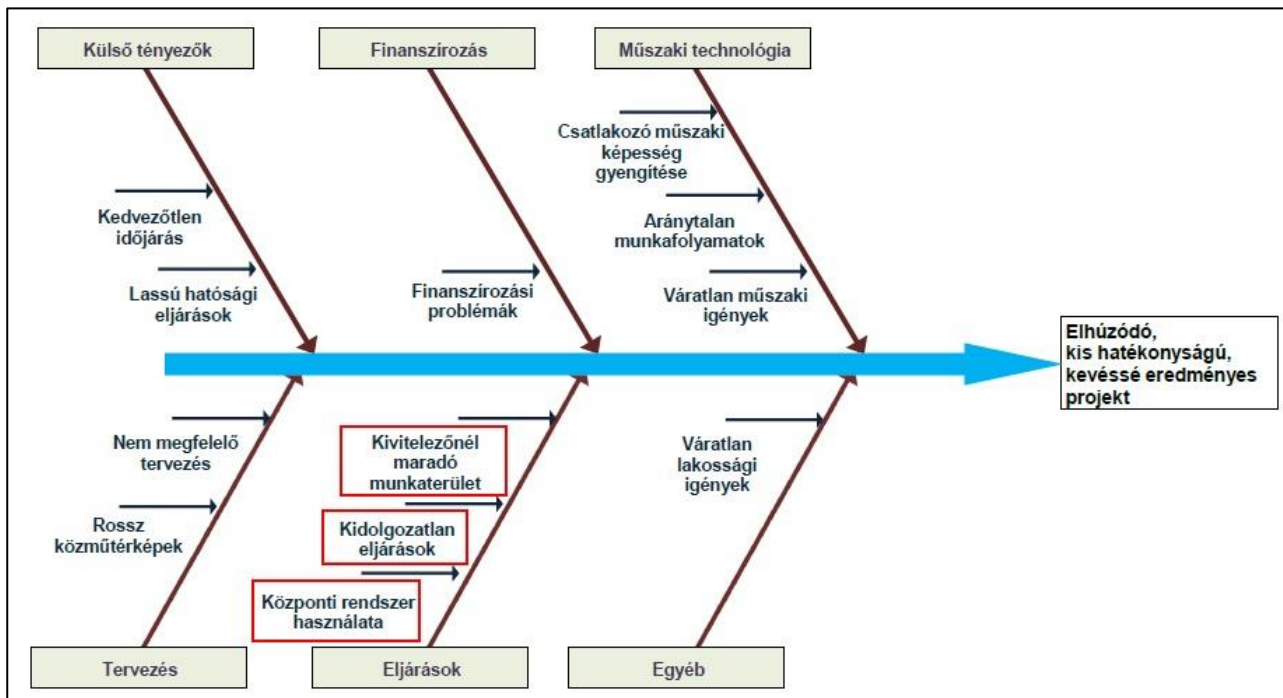 Külső tényezők
Finanszírozás
Műszaki technológia
Csatlakozó műszaki
képesség
gyengítése
Kedvezőtlen
időjárás
Aránytalan
munkafolyamatok
Lassú hatósági
eljárások
Finanszírozási
problémák
Váratlan műszaki
igények
Elhúzódó,
kis hatékonyságú,
kevéssé eredményes
projekt
Nem megfelelő
tervezés
Kivitelezőnél
maradó
munkaterület
Váratlan
lakossági
igények
Rossz
közműtérképek
Kidolgozatlan
eljárások
Központi rendszer
használata
Tervezés
Eljárások
Egyéb